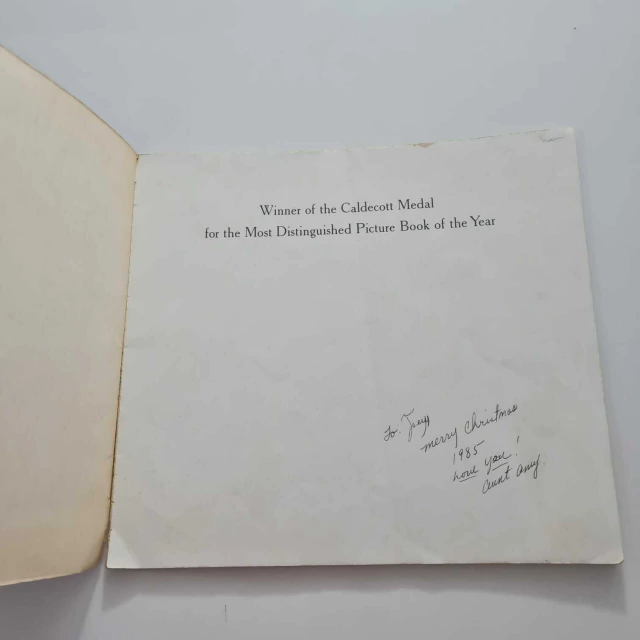 Winner of the Caldecott Medal
for the Most Distinguished Picture Book of the Year
to.
merry christmas
1985
Love you!
aunt amy